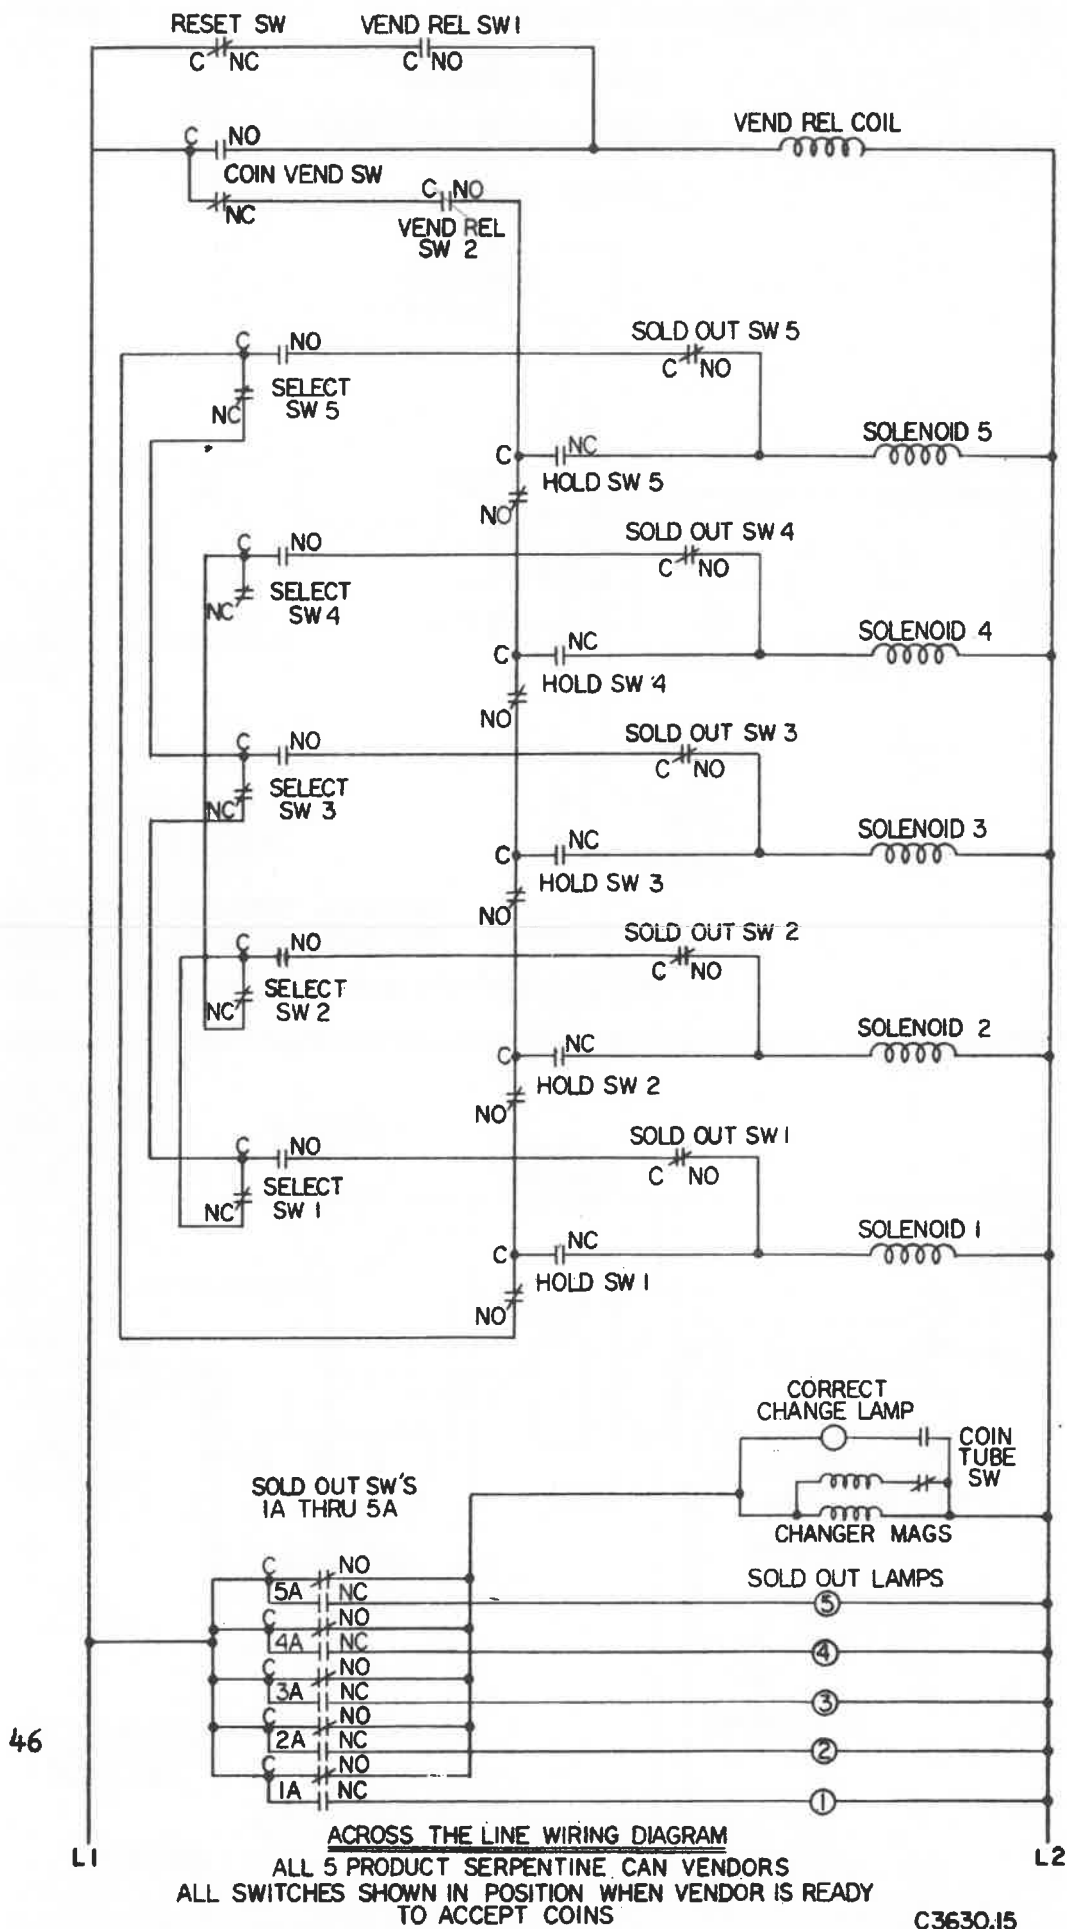 RESET SW
VEND REL SW 1
C NC
C NO
VEND REL COIL
C NO
COIN VEND SW
NC
C NO
VEND REL
SW 2
C NO
SELECT
SW 5
NC
SOLD OUT SW 5
C NO
C NC
HOLD SW 5
NO
SOLENOID 5
C NO
SELECT
SW 4
NC
SOLD OUT SW 4
C NO
C NC
HOLD SW 4
NO
SOLENOID 4
C NO
SELECT
SW 3
NC
SOLD OUT SW 3
C NO
C NC
HOLD SW 3
NO
SOLENOID 3
C NO
SELECT
SW 2
NC
SOLD OUT SW 2
C NO
C NC
HOLD SW 2
NO
SOLENOID 2
C NO
SELECT
SW 1
NC
SOLD OUT SW 1
C NO
C NC
HOLD SW 1
NO
SOLENOID 1
CORRECT
CHANGE LAMP
COIN
TUBE
SW
CHANGER MAGS
SOLD OUT SW'S
1A THRU 5A
SOLD OUT LAMPS
C NO
5A NC 5
C NO
4A NC 4
C NO
3A NC 3
C NO
2A NC 2
C NO
1A NC 1
46
L1
L2
ACROSS THE LINE WIRING DIAGRAM
ALL 5 PRODUCT SERPENTINE CAN VENDORS
ALL SWITCHES SHOWN IN POSITION WHEN VENDOR IS READY
TO ACCEPT COINS
C3630.15